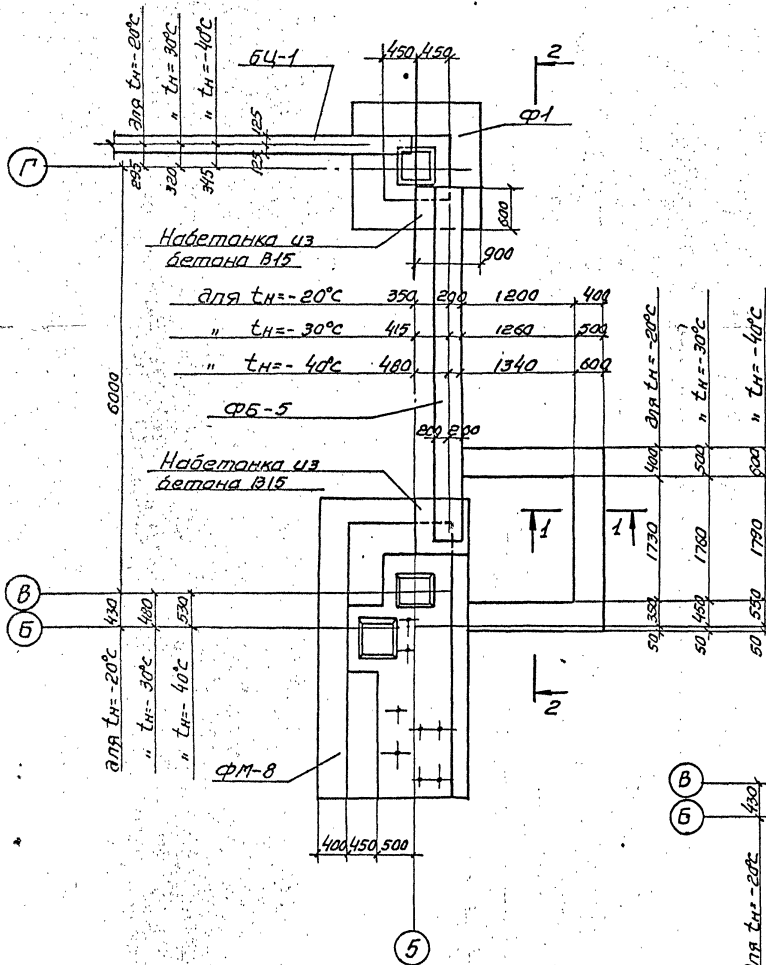 450 450
2
БЦ-1
Ф1
для tн=-20°С
" tн=30°С
" tн=-40°С
295
320
345
125
125
Г
600
900
Набетонка из
бетона В15
для tн=-20°С 350 200 1200 400
" tн=-30°С 415 1260 500
" tн=-40°С 480 1340 600
6000
ФБ-5
200 200
Набетонка из
бетона В15
для tн=-20°С
" tн=-30°С
" tн=-40°С
400 500 600
1730 1760 1790
350 450 550
50 50 50
1 1
В
Б
430
480
530
для tн=-20°С
" tн=-30°С
" tн=-40°С
2
ФМ-8
400 450 500
5
В
Б
430
для tн=-20°С